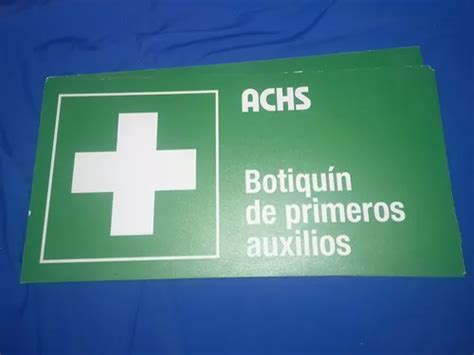 ACHS
Botiquín
de primeros
auxilios